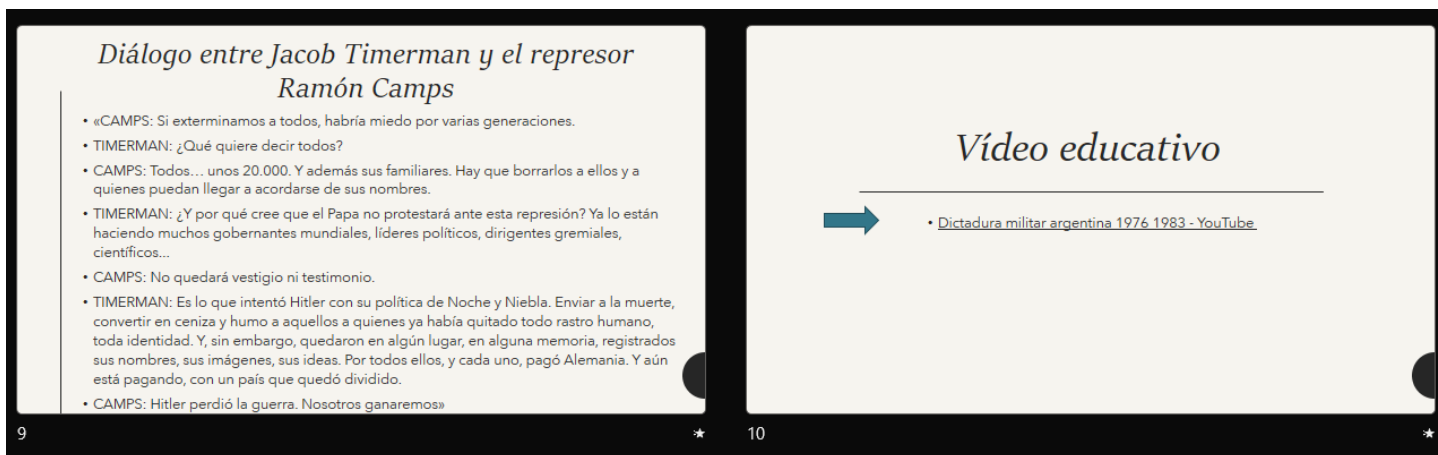 Diálogo entre Jacob Timerman y el represor
Ramón Camps
• «CAMPS: Si exterminamos a todos, habría miedo por varias generaciones.
• TIMERMAN: ¿Qué quiere decir todos?
• CAMPS: Todos… unos 20.000. Y además sus familiares. Hay que borrarlos a ellos y a
quienes puedan llegar a acordarse de sus nombres.
• TIMERMAN: ¿Y por qué cree que el Papa no protestará ante esta represión? Ya lo están
haciendo muchos gobernantes mundiales, líderes políticos, dirigentes gremiales,
científicos...
• CAMPS: No quedará vestigio ni testimonio.
• TIMERMAN: Es lo que intentó Hitler con su política de Noche y Niebla. Enviar a la muerte,
convertir en ceniza y humo a aquellos a quienes ya había quitado todo rastro humano,
toda identidad. Y, sin embargo, quedaron en algún lugar, en alguna memoria, registrados
sus nombres, sus imágenes, sus ideas. Por todos ellos, y cada uno, pagó Alemania. Y aún
está pagando, con un país que quedó dividido.
• CAMPS: Hitler perdió la guerra. Nosotros ganaremos»
9
Vídeo educativo
• Dictadura militar argentina 1976 1983 - YouTube
10